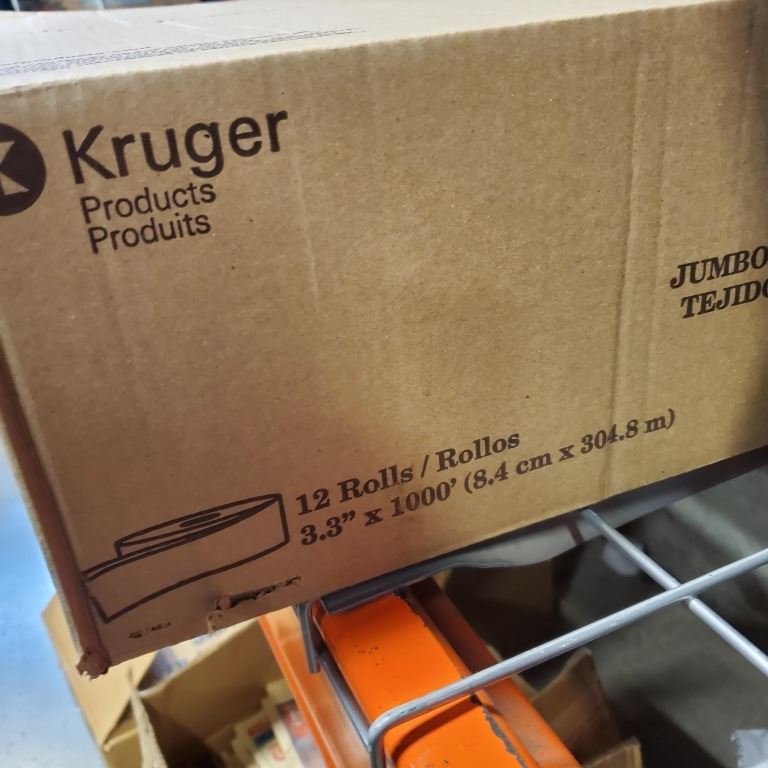 Kruger
Products
Produits
JUMBO
TEJIDO
12 Rolls / Rollos
3.3” x 1000’ (8.4 cm x 304.8 m)